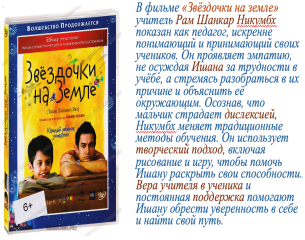 Волшебство Продолжается
Disney
Звёздочки
на Земле
6+
В фильме «Звёздочки на земле»
учитель Рам Шанкар Никумбх
показан как педагог, искренне
понимающий и принимающий своих
учеников. Он проявляет эмпатию,
не осуждая Ишана за трудности в
учёбе, а стремясь разобраться в их
причине и объяснить её
окружающим. Осознав, что
мальчик страдает дислексией,
Никумбх меняет традиционные
методы обучения. Он использует
творческий подход, включая
рисование и игру, чтобы помочь
Ишану раскрыть свои способности.
Вера учителя в ученика и
постоянная поддержка помогают
Ишану обрести уверенность в себе
и найти свой путь.